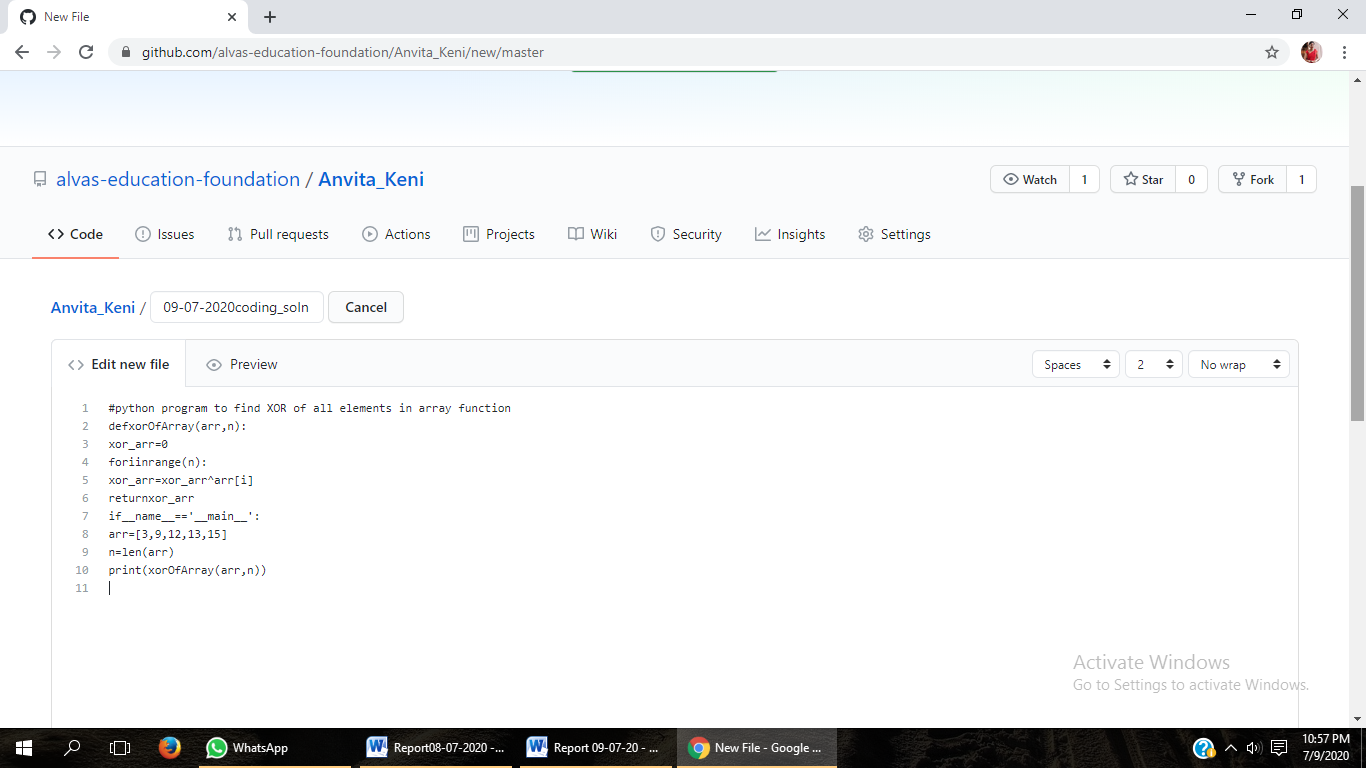 New File
github.com/alvas-education-foundation/Anvita_Keni/new/master
alvas-education-foundation / Anvita_Keni
Watch 1 Star 0 Fork 1
Code Issues Pull requests Actions Projects Wiki Security Insights Settings
Anvita_Keni / 09-07-2020coding_soln Cancel
Edit new file Preview Spaces 2 No wrap
1 #python program to find XOR of all elements in array function
2 defxorOfArray(arr,n):
3 xor_arr=0
4 foriinrange(n):
5 xor_arr=xor_arr^arr[i]
6 returnxor_arr
7 if__name__=='__main__':
8 arr=[3,9,12,13,15]
9 n=len(arr)
10 print(xorOfArray(arr,n))
11
Activate Windows
Go to Settings to activate Windows.
WhatsApp Report08-07-2020 -... Report 09-07-20 - ... New File - Google ...
10:57 PM
7/9/2020